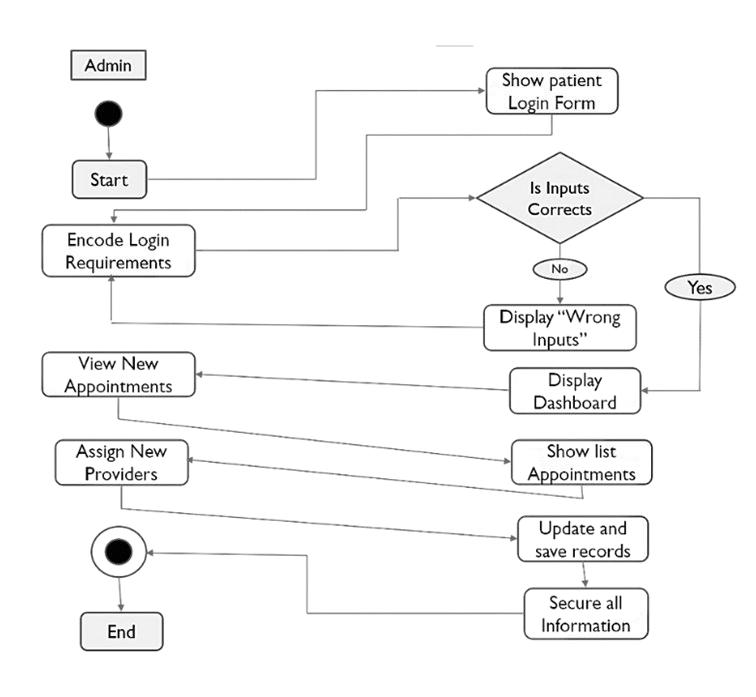 Admin
Show patient
Login Form
Start
Is Inputs
Corrects
Encode Login
Requirements
No
Yes
Display “Wrong
Inputs”
View New
Appointments
Display
Dashboard
Assign New
Providers
Show list
Appointments
Update and
save records
Secure all
Information
End